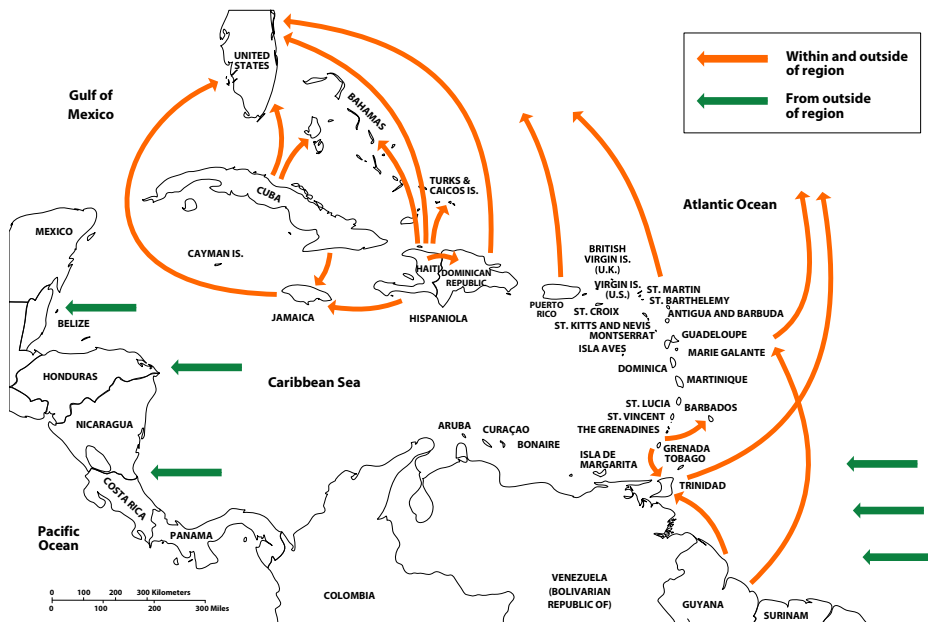 UNITED
STATES
Gulf of
Mexico
BAHAMAS
Within and outside
of region
From outside
of region
CUBA
TURKS &
CAICOS IS.
Atlantic Ocean
MEXICO
CAYMAN IS.
HAITI
DOMINICAN
REPUBLIC
BRITISH
VIRGIN IS.
(U.K.)
VIRGIN IS.
(U.S.)
ST. MARTIN
ST. BARTHELEMY
PUERTO
RICO
ST. CROIX
ANTIGUA AND BARBUDA
BELIZE
JAMAICA
HISPANIOLA
ST. KITTS AND NEVIS
MONTSERRAT
GUADELOUPE
ISLA AVES
MARIE GALANTE
HONDURAS
Caribbean Sea
DOMINICA
MARTINIQUE
NICARAGUA
ST. LUCIA
BARBADOS
ST. VINCENT
THE GRENADINES
ARUBA
CURAÇAO
BONAIRE
GRENADA
TOBAGO
ISLA DE
MARGARITA
TRINIDAD
COSTA RICA
Pacific
Ocean
PANAMA
0 100 200 300 Kilometers
0 100 200 300 Miles
COLOMBIA
VENEZUELA
(BOLIVARIAN
REPUBLIC OF)
GUYANA
SURINAM